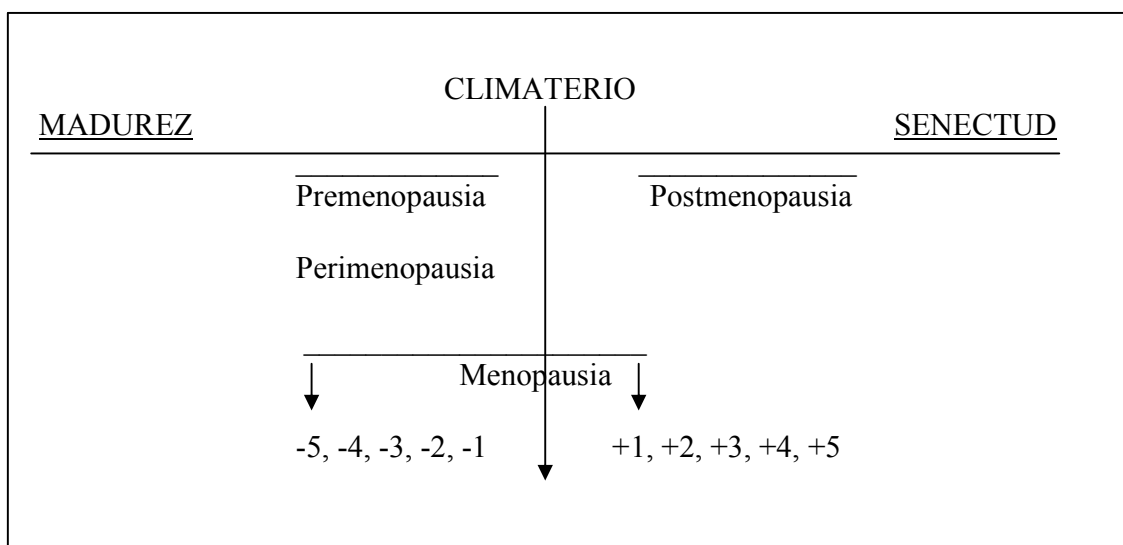 CLIMATERIO
MADUREZ SENECTUD
Premenopausia Postmenopausia
Perimenopausia
Menopausia
-5, -4, -3, -2, -1 +1, +2, +3, +4, +5